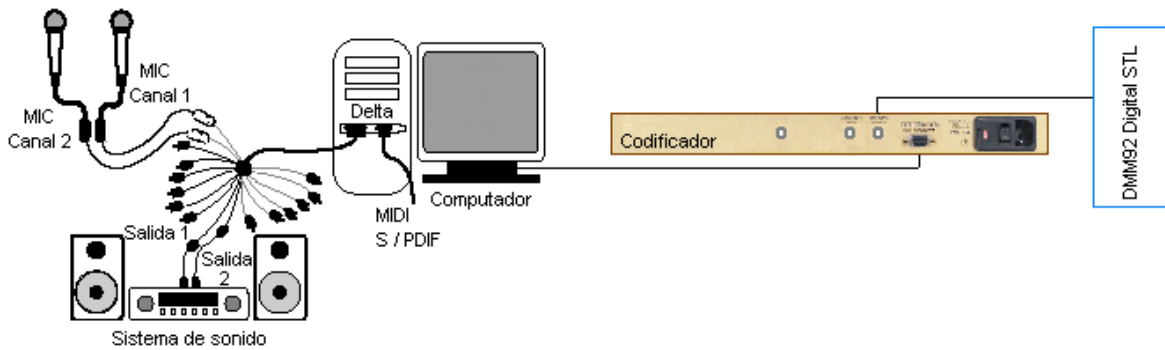 MIC
Canal 1
MIC
Canal 2
Delta
Computador
MIDI
S / PDIF
Salida 1
Salida
2
Sistema de sonido
Codificador
DMM92 Digital STL